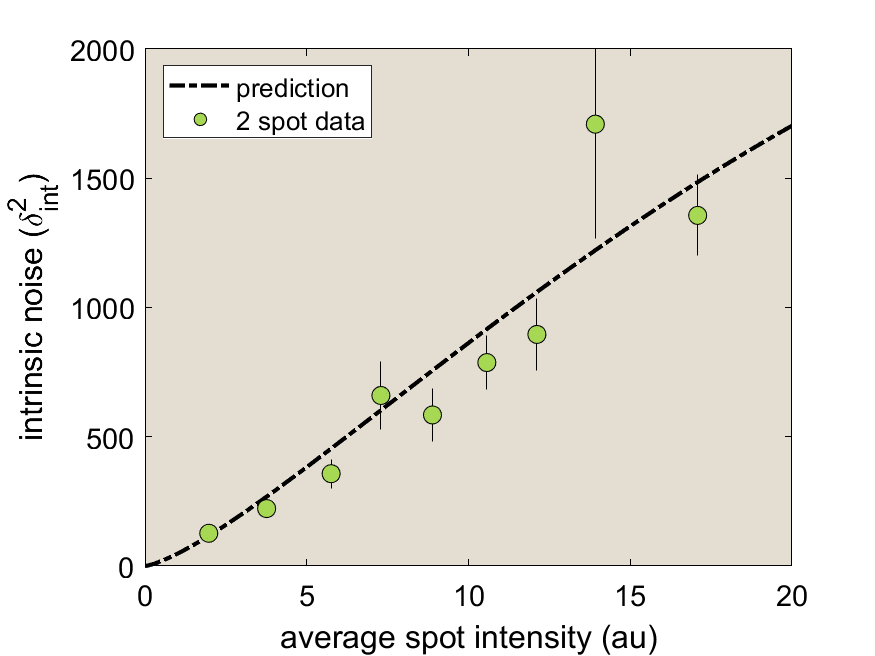 2000
1500
1000
500
0
0 5 10 15 20
prediction
2 spot data
intrinsic noise (δ²int)
average spot intensity (au)